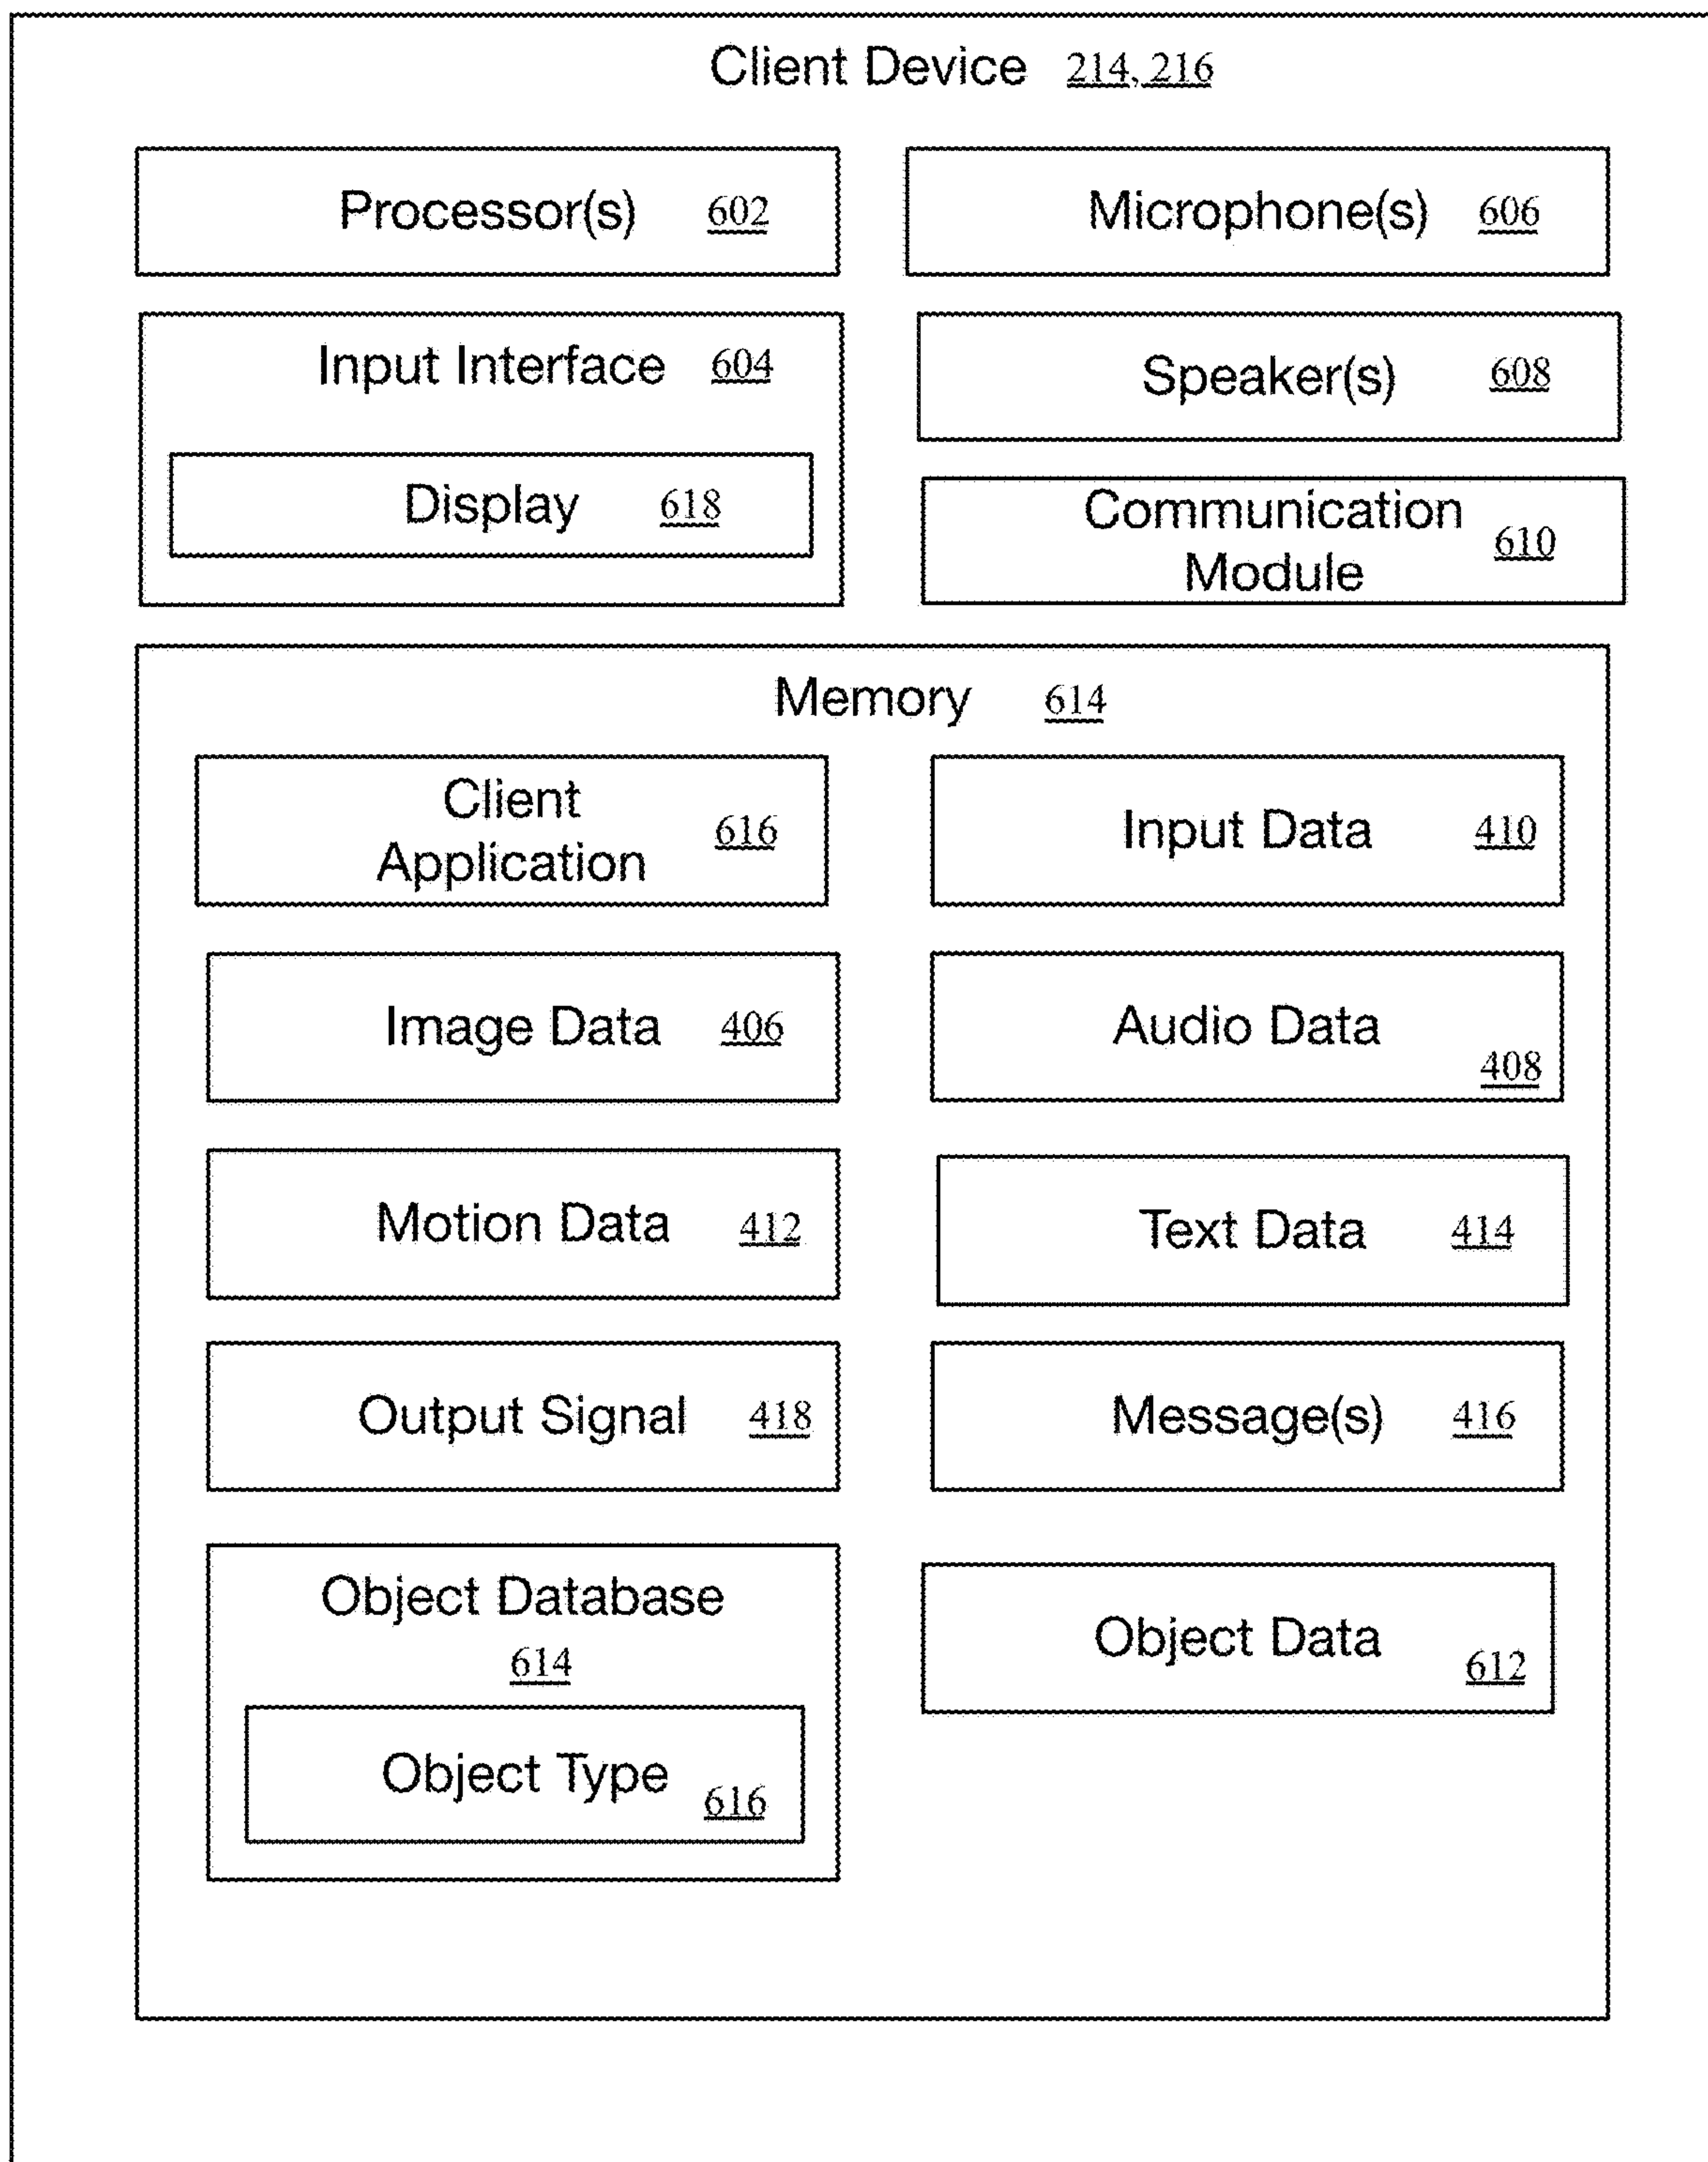 Client Device 214, 216
Processor(s) 602
Microphone(s) 606
Input Interface 604
Display 618
Speaker(s) 608
Communication
Module 610
Memory 614
Client
Application 616
Input Data 410
Image Data 406
Audio Data
408
Motion Data 412
Text Data 414
Output Signal 418
Message(s) 416
Object Database
614
Object Type
616
Object Data
612